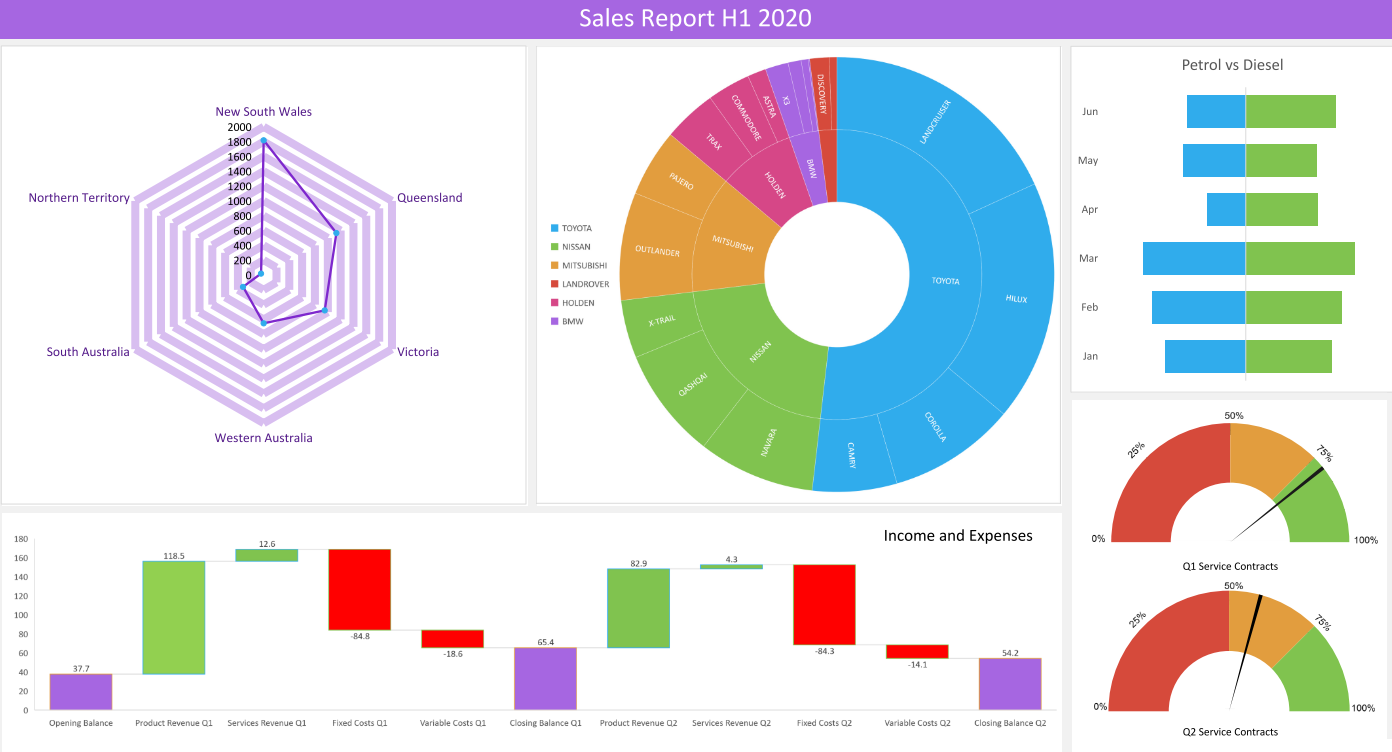 Sales Report H1 2020
New South Wales
2000
1800
1600
1400
1200
1000
800
600
400
200
0
Northern Territory
Queensland
South Australia
Victoria
Western Australia
TOYOTA
NISSAN
MITSUBISHI
LANDROVER
HOLDEN
BMW
TOYOTA
LANDCRUISER
HILUX
COROLLA
CAMRY
NISSAN
NAVARA
QASHQAI
X-TRAIL
MITSUBISHI
OUTLANDER
PAJERO
HOLDEN
TRAX
COMMODORE
ASTRA
BMW
X3
DISCOVERY
Petrol vs Diesel
Jun
May
Apr
Mar
Feb
Jan
0%
25%
50%
75%
100%
Q1 Service Contracts
0%
25%
50%
75%
100%
Q2 Service Contracts
Income and Expenses
180
160
140
120
100
80
60
40
20
0
37.7
118.5
12.6
-84.8
-18.6
65.4
82.9
4.3
-84.3
-14.1
54.2
Opening Balance
Product Revenue Q1
Services Revenue Q1
Fixed Costs Q1
Variable Costs Q1
Closing Balance Q1
Product Revenue Q2
Services Revenue Q2
Fixed Costs Q2
Variable Costs Q2
Closing Balance Q2